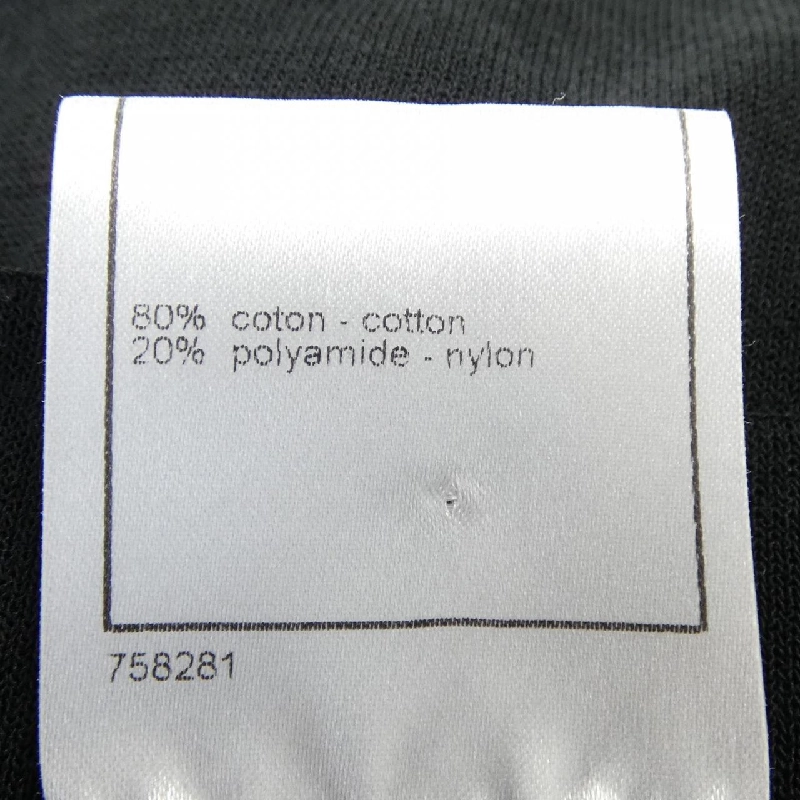 80% coton - cotton
20% polyamide - nylon
758281